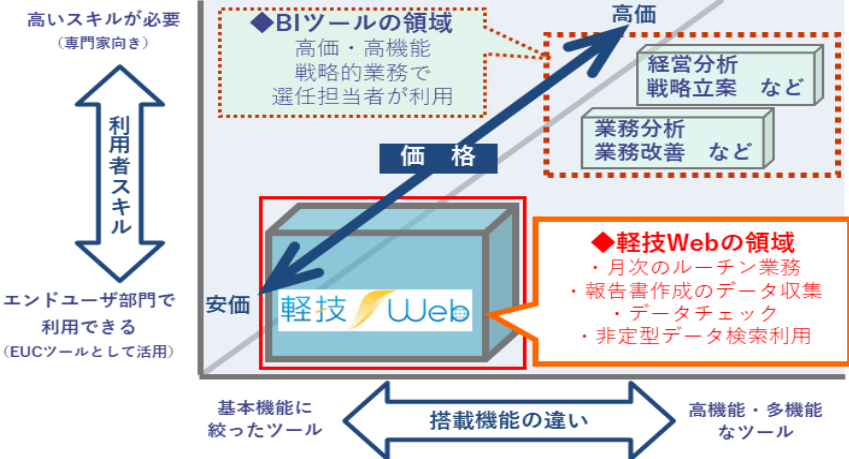 高いスキルが必要
（専門家向き）
利用者スキル
エンドユーザ部門で
利用できる
（EUCツールとして活用）
◆BIツールの領域
高価・高機能
戦略的業務で
選任担当者が利用
高価
経営分析
戦略立案　など
業務分析
業務改善　など
価　格
安価
軽技Web
◆軽技Webの領域
・月次のルーチン業務
・報告書作成のデータ収集
・データチェック
・非定型データ検索利用
基本機能に
絞ったツール
搭載機能の違い
高機能・多機能
なツール